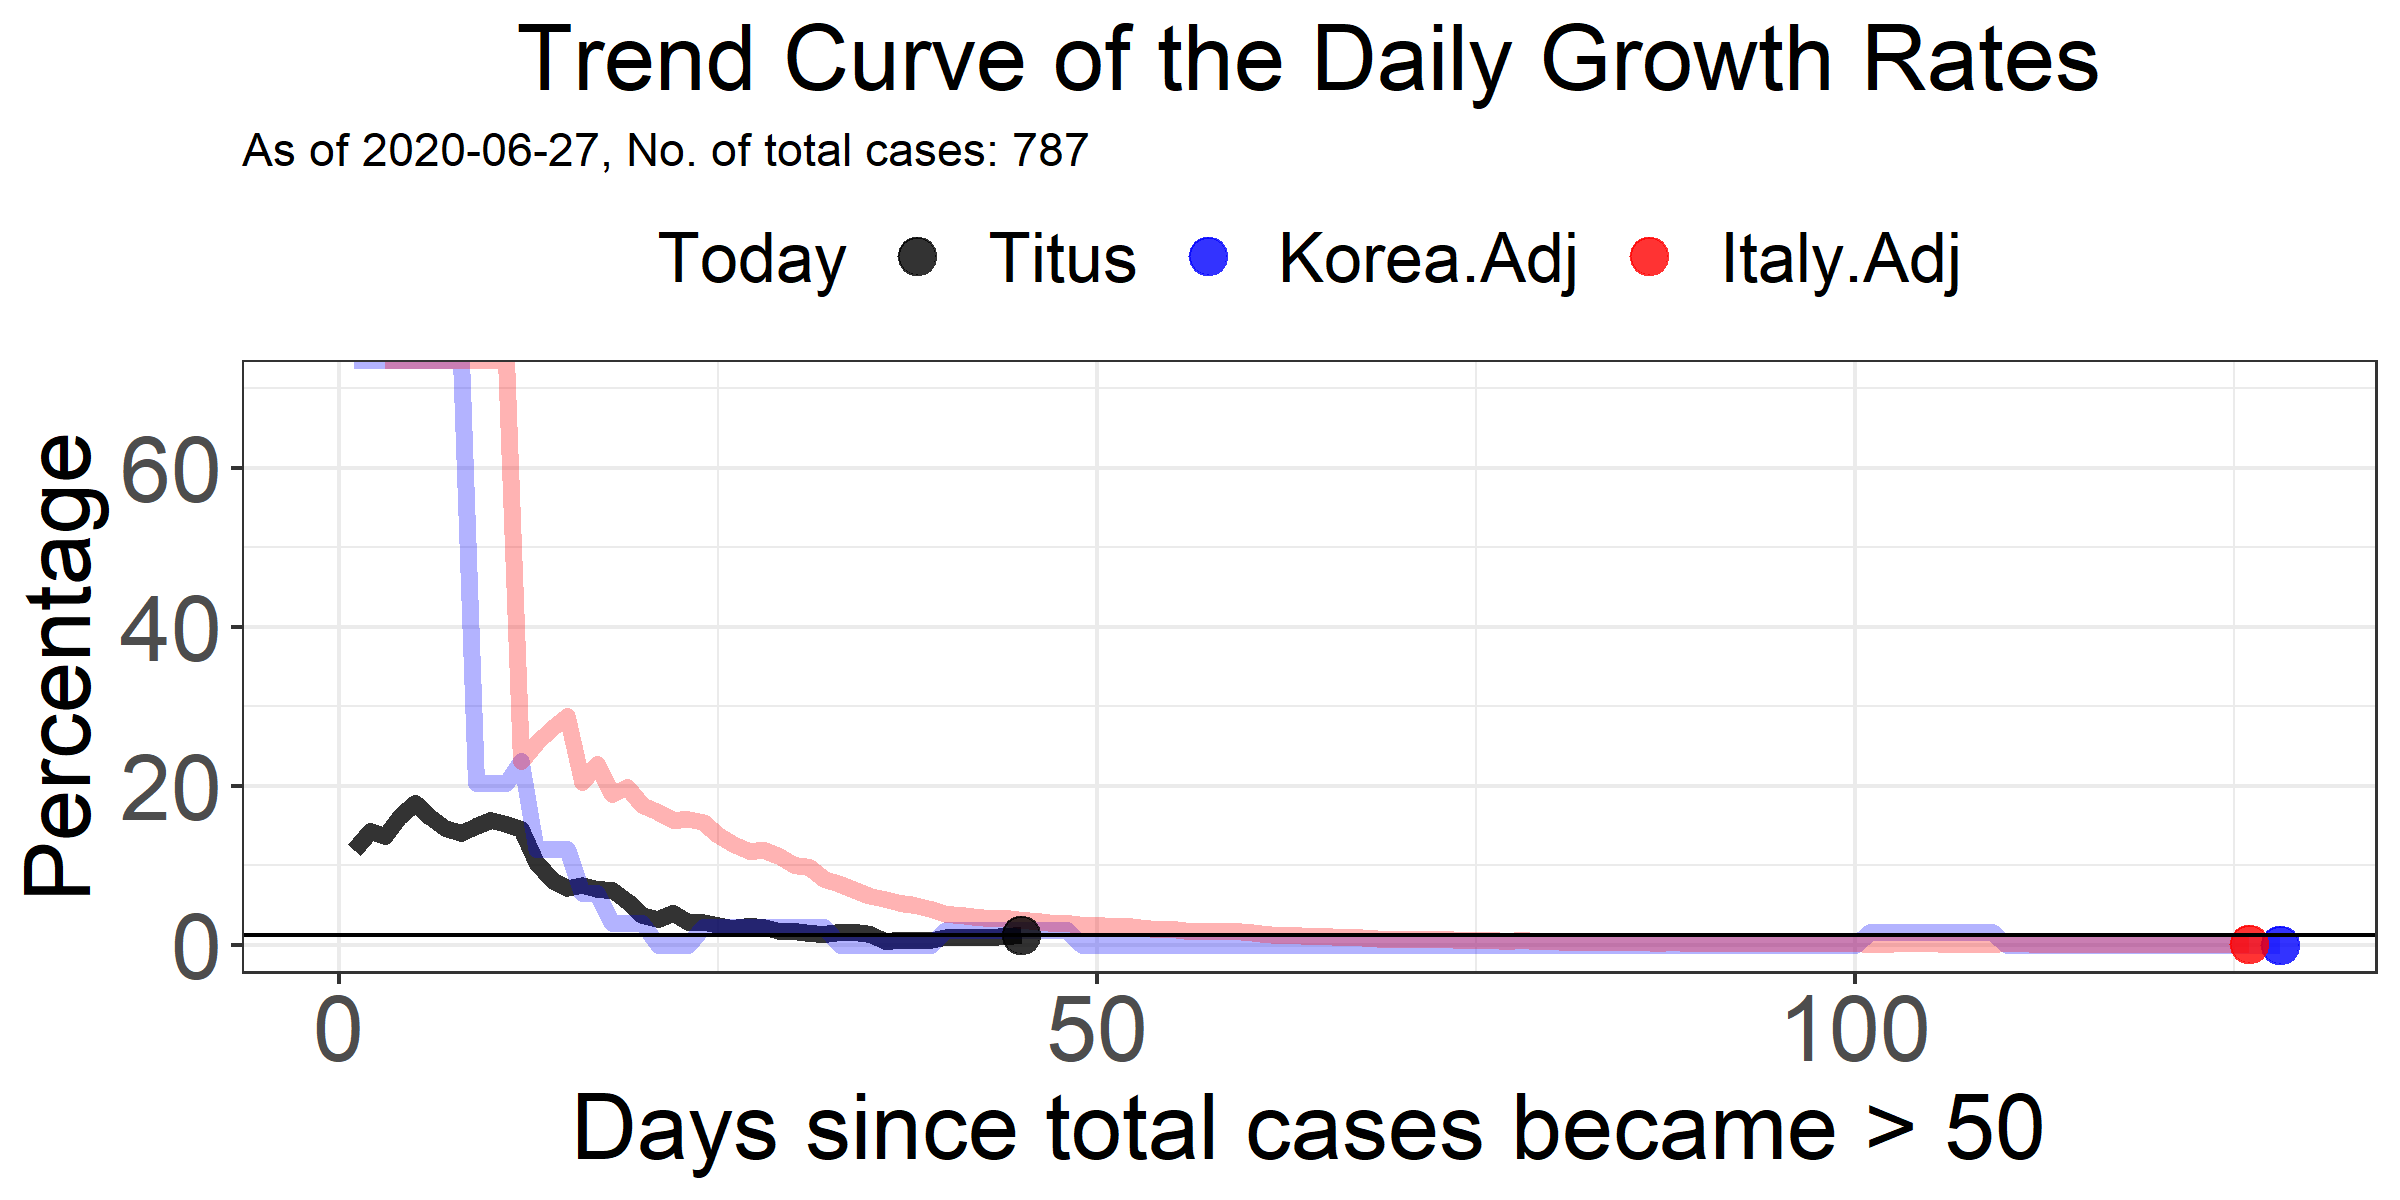 Trend Curve of the Daily Growth Rates
As of 2020-06-27, No. of total cases: 787
Today Titus Korea.Adj Italy.Adj
Percentage
60
40
20
0
0 50 100
Days since total cases became > 50